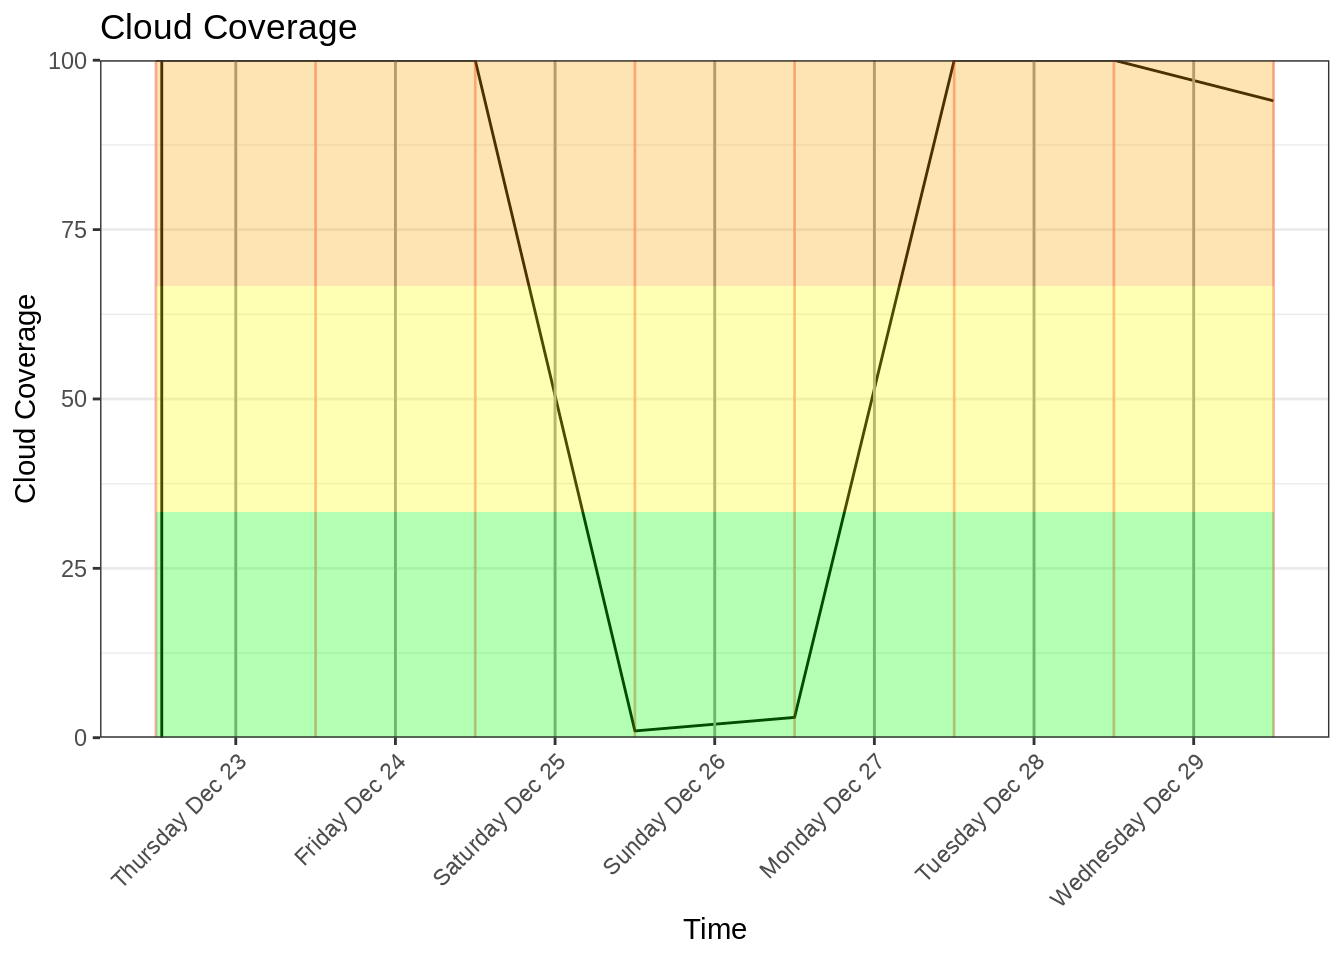 Cloud Coverage
100
75
50
25
0
Cloud Coverage
Thursday Dec 23
Friday Dec 24
Saturday Dec 25
Sunday Dec 26
Monday Dec 27
Tuesday Dec 28
Wednesday Dec 29
Time